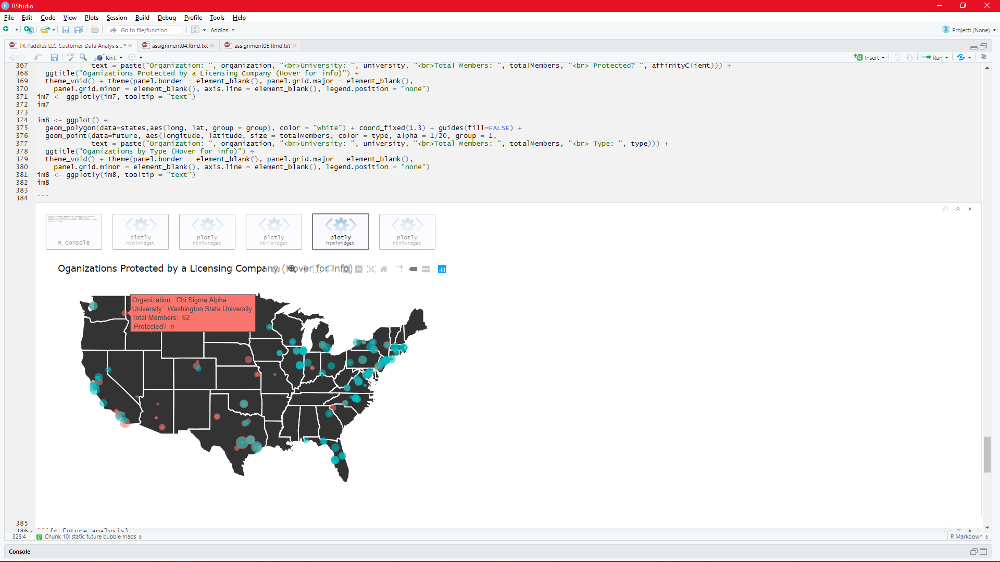 RStudio
File Edit Code View Plots Session Build Debug Profile Tools Help
Go to file/function Addins Project: (None)
TK Paddles LLC Customer Data Analysis...* assignment04.Rmd.txt assignment05.Rmd.txt
ABC Knit Insert Run
367 text = paste("Organization: ", organization, "<br>University: ", university, "<br>Total Members: ", totalMembers, "<br> Protected? ", affinityClient))) +
368 ggtitle("Oganizations Protected by a Licensing Company (Hover for info)") +
369 theme_void() + theme(panel.border = element_blank(), panel.grid.major = element_blank(),
370 panel.grid.minor = element_blank(), axis.line = element_blank(), legend.position = "none")
371 im7 <- ggplotly(im7, tooltip = "text")
372 im7
373
374 im8 <- ggplot() +
375 geom_polygon(data=states,aes(long, lat, group = group), color = "white") + coord_fixed(1.3) + guides(fill=FALSE) +
376 geom_point(data=future, aes(longitude, latitude, size = totalMembers, color = type, alpha = 1/20, group = 1,
377 text = paste("Organization: ", organization, "<br>University: ", university, "<br>Total Members: ", totalMembers, "<br> Type: ", type))) +
378 ggtitle("Oganizations by Type (Hover for info)") +
379 theme_void() + theme(panel.border = element_blank(), panel.grid.major = element_blank(),
380 panel.grid.minor = element_blank(), axis.line = element_blank(), legend.position = "none")
381 im8 <- ggplotly(im8, tooltip = "text")
382 im8
383
384 ```
R Console
plotly htmlwidget
plotly htmlwidget
plotly htmlwidget
plotly htmlwidget
plotly htmlwidget
Oganizations Protected by a Licensing Company (Hover for info)
Organization: Chi Sigma Alpha
University: Washington State University
Total Members: 62
Protected? n
385
386 ```{r future analysis}
328:4 Chunk 10: static future bubble maps R Markdown
Console